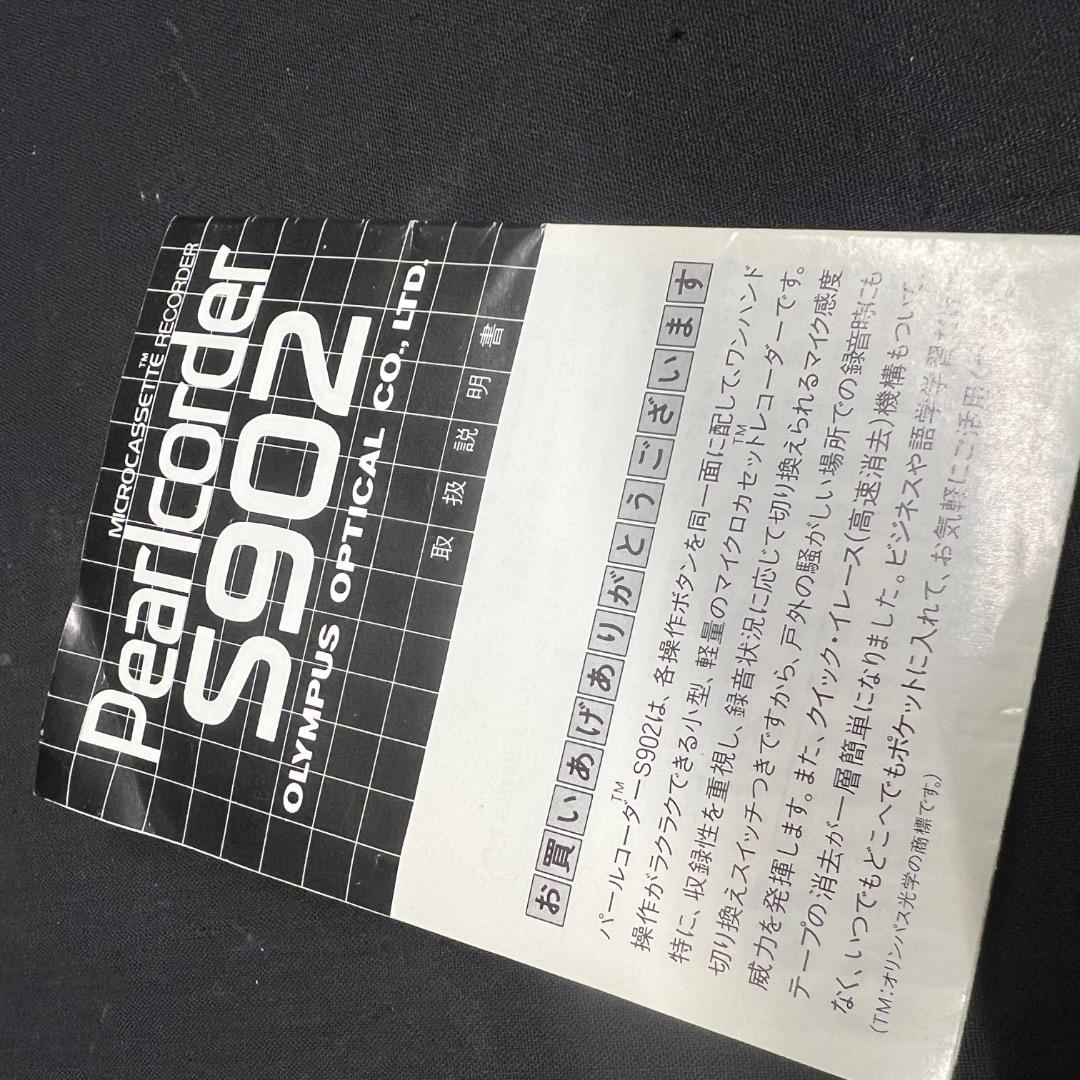 MICROCASSETTE™ RECORDER
Pearlcorder
S902
OLYMPUS OPTICAL CO., LTD.
取扱説明書
お買いあげありがとうございます
パールコーダー™S902は、各操作ボタンを同一面に配して、ワンハンド
操作がラクラクできる小型、軽量のマイクロカセット™レコーダーです。
特に、収録性を重視し、録音状況に応じて切り換えられるマイク感度
切り換えスイッチつきですから、戸外の騒がしい場所での録音時にも
威力を発揮します。また、クイック・イレース(高速消去)機構もついて、
テープの消去が一層簡単になりました。ビジネスや語学学習
なく、いつでもどこへでもポケットに入れて、お気軽にご活用
(TM:オリンパス光学の商標です。)